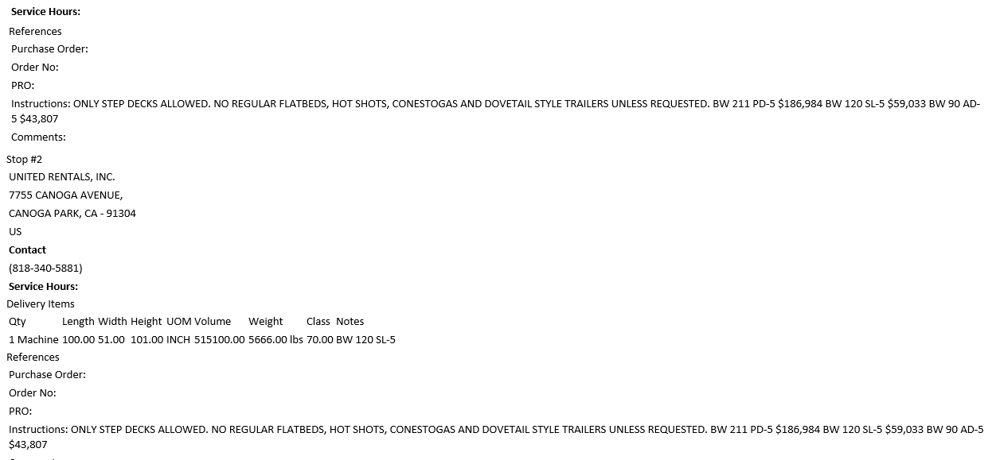 Service Hours:
References
Purchase Order:
Order No:
PRO:
Instructions: ONLY STEP DECKS ALLOWED. NO REGULAR FLATBEDS, HOT SHOTS, CONESTOGAS AND DOVETAIL STYLE TRAILERS UNLESS REQUESTED. BW 211 PD-5 $186,984 BW 120 SL-5 $59,033 BW 90 AD-
5 $43,807
Comments:
Stop #2
UNITED RENTALS, INC.
7755 CANOGA AVENUE,
CANOGA PARK, CA - 91304
US
Contact
(818-340-5881)
Service Hours:
Delivery Items
Qty Length Width Height UOM Volume Weight Class Notes
1 Machine 100.00 51.00 101.00 INCH 515100.00 5666.00 lbs 70.00 BW 120 SL-5
References
Purchase Order:
Order No:
PRO:
Instructions: ONLY STEP DECKS ALLOWED. NO REGULAR FLATBEDS, HOT SHOTS, CONESTOGAS AND DOVETAIL STYLE TRAILERS UNLESS REQUESTED. BW 211 PD-5 $186,984 BW 120 SL-5 $59,033 BW 90 AD-5
$43,807